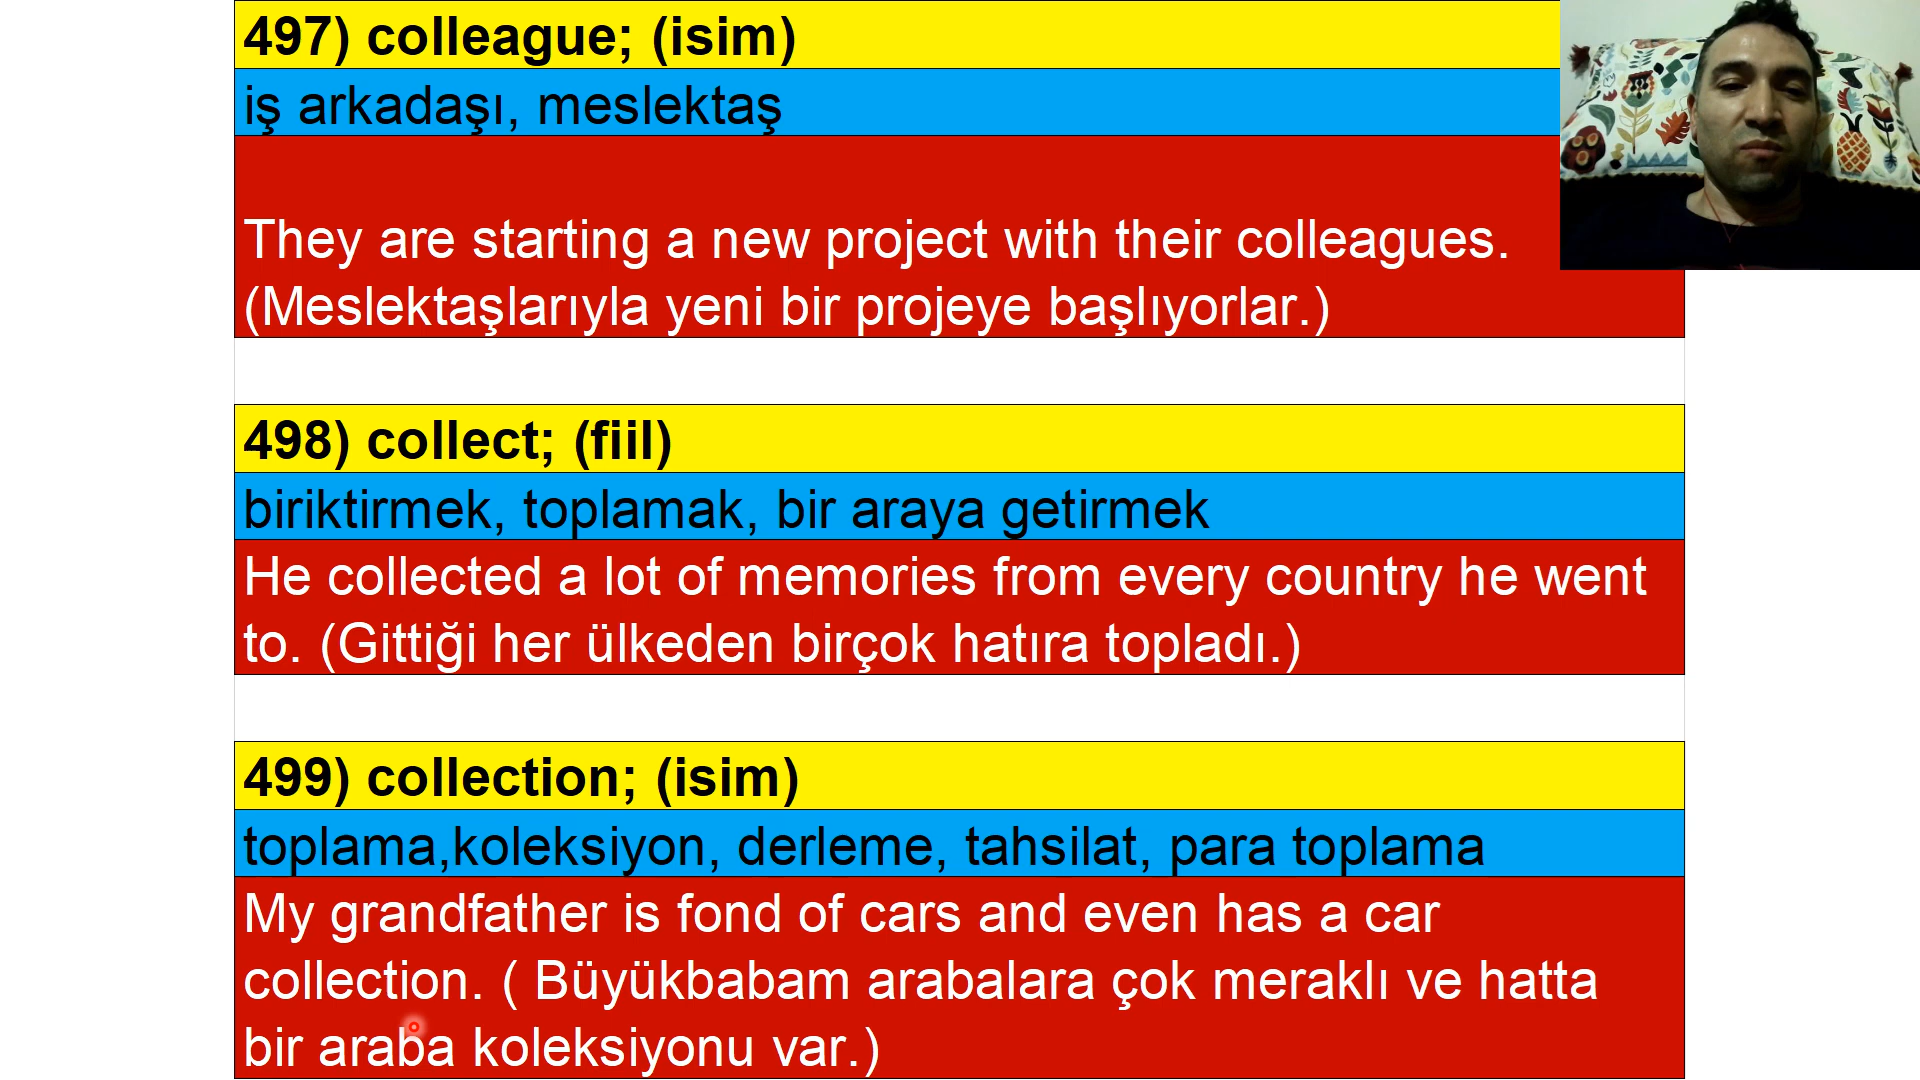 497) colleague; (isim)
iş arkadaşı, meslektaş
They are starting a new project with their colleagues.
(Meslektaşlarıyla yeni bir projeye başlıyorlar.)
498) collect; (fiil)
biriktirmek, toplamak, bir araya getirmek
He collected a lot of memories from every country he went
to. (Gittiği her ülkeden birçok hatıra topladı.)
499) collection; (isim)
toplama,koleksiyon, derleme, tahsilat, para toplama
My grandfather is fond of cars and even has a car
collection. ( Büyükbabam arabalara çok meraklı ve hatta
bir araba koleksiyonu var.)